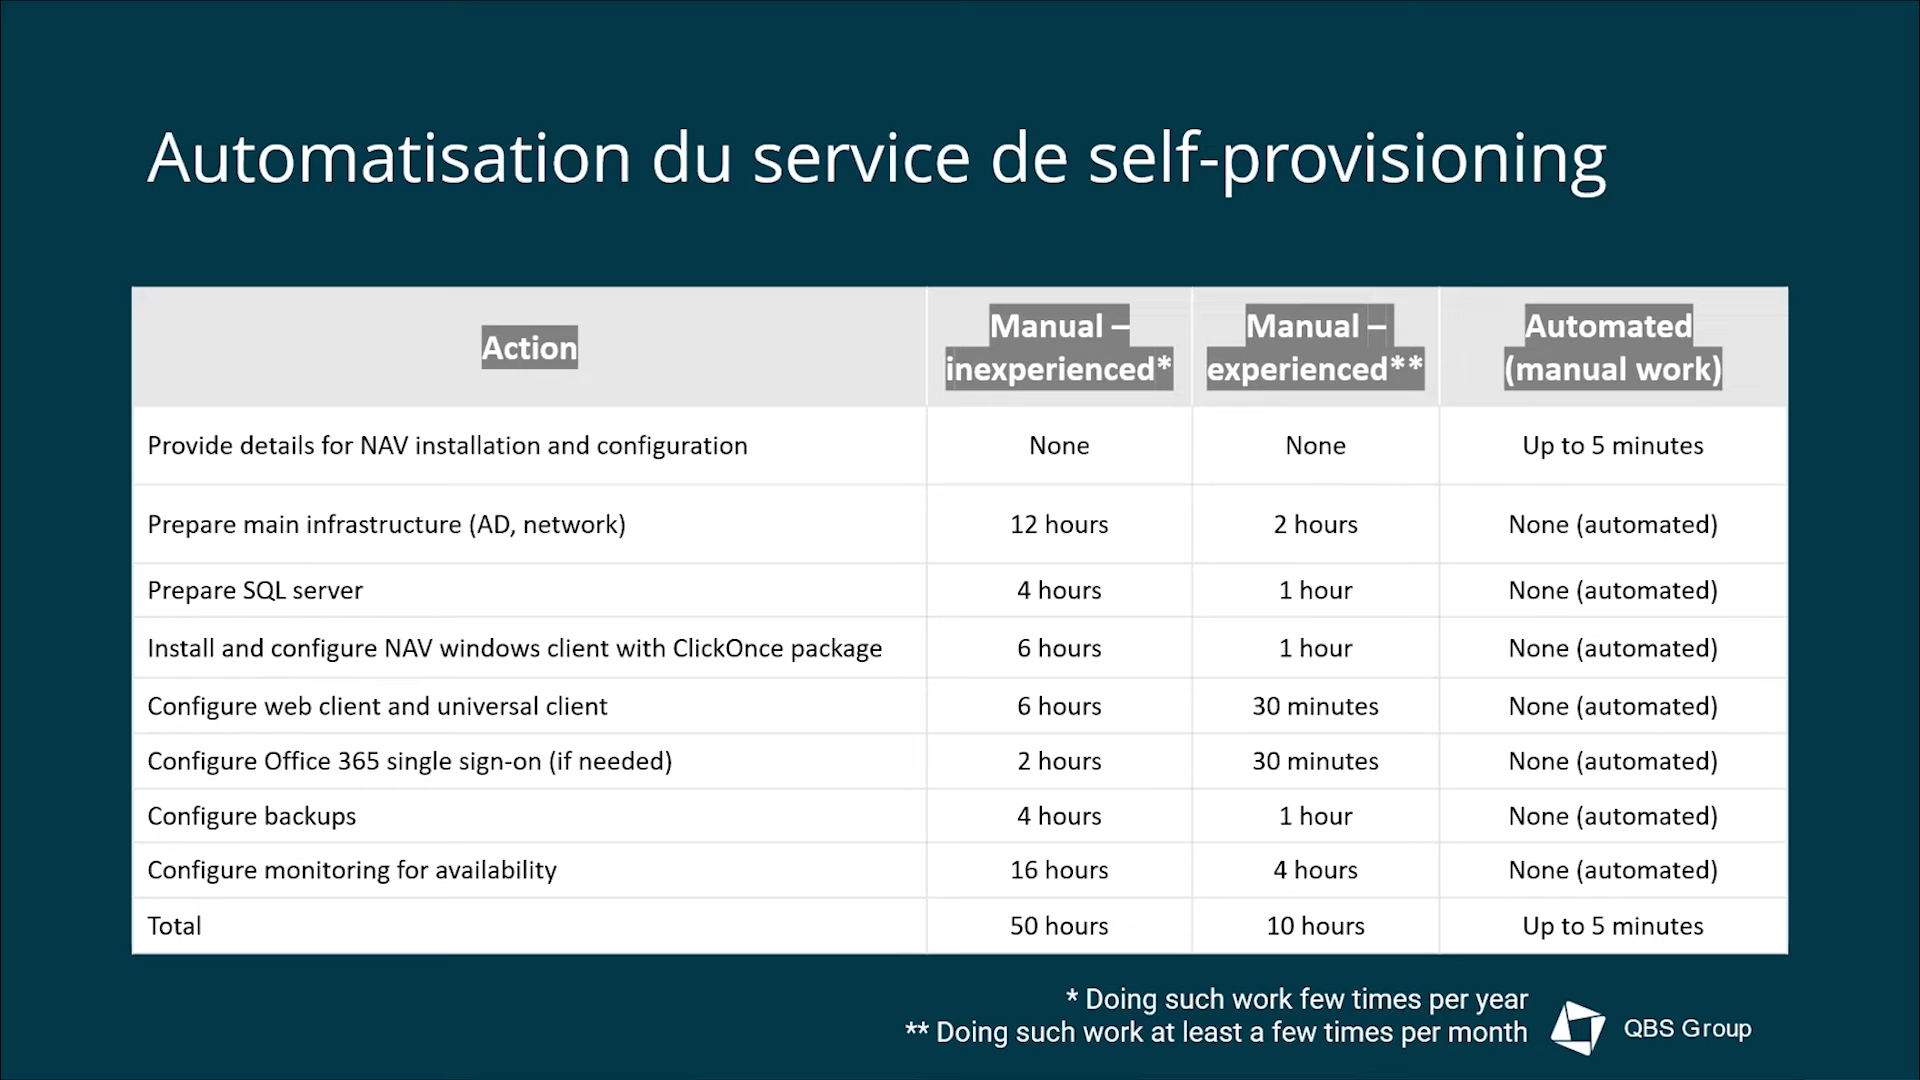 Automatisation du service de self-provisioning
Action
Manual –
inexperienced*
Manual –
experienced**
Automated
(manual work)
Provide details for NAV installation and configuration
None
None
Up to 5 minutes
Prepare main infrastructure (AD, network)
12 hours
2 hours
None (automated)
Prepare SQL server
4 hours
1 hour
None (automated)
Install and configure NAV windows client with ClickOnce package
6 hours
1 hour
None (automated)
Configure web client and universal client
6 hours
30 minutes
None (automated)
Configure Office 365 single sign-on (if needed)
2 hours
30 minutes
None (automated)
Configure backups
4 hours
1 hour
None (automated)
Configure monitoring for availability
16 hours
4 hours
None (automated)
Total
50 hours
10 hours
Up to 5 minutes
* Doing such work few times per year
** Doing such work at least a few times per month
QBS Group